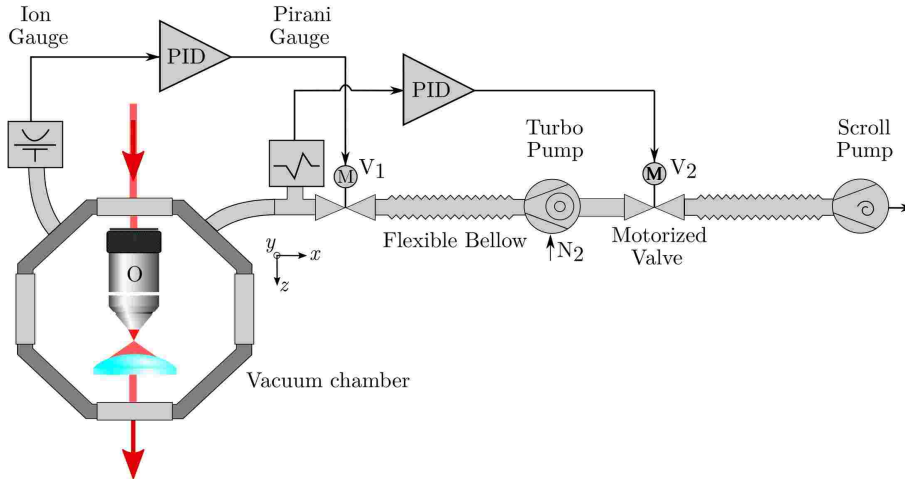 Ion
Gauge
Pirani
Gauge
PID
PID
Turbo
Pump
Scroll
Pump
M
V1
M
V2
Flexible Bellow
N2
Motorized
Valve
y
x
z
O
Vacuum chamber